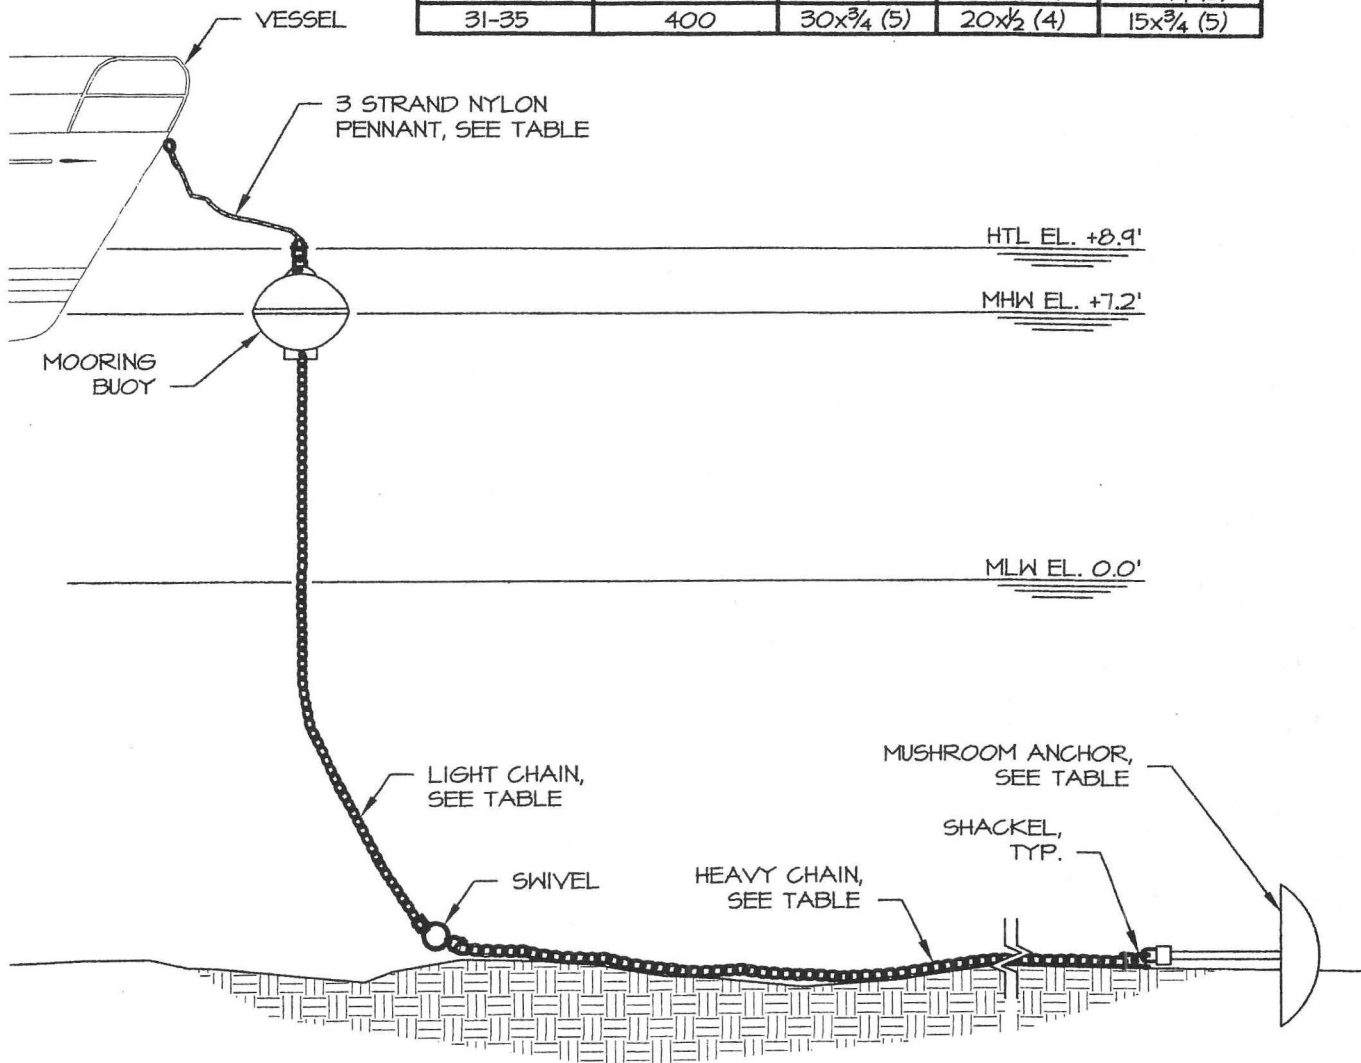 31-35 400 30x3/4 (5) 20x1/2 (4) 15x3/4 (5)
VESSEL
3 STRAND NYLON
PENNANT, SEE TABLE
HTL EL. +8.9'
MHW EL. +7.2'
MOORING
BUOY
MLW EL. 0.0'
LIGHT CHAIN,
SEE TABLE
MUSHROOM ANCHOR,
SEE TABLE
SHACKEL,
TYP.
SWIVEL
HEAVY CHAIN,
SEE TABLE